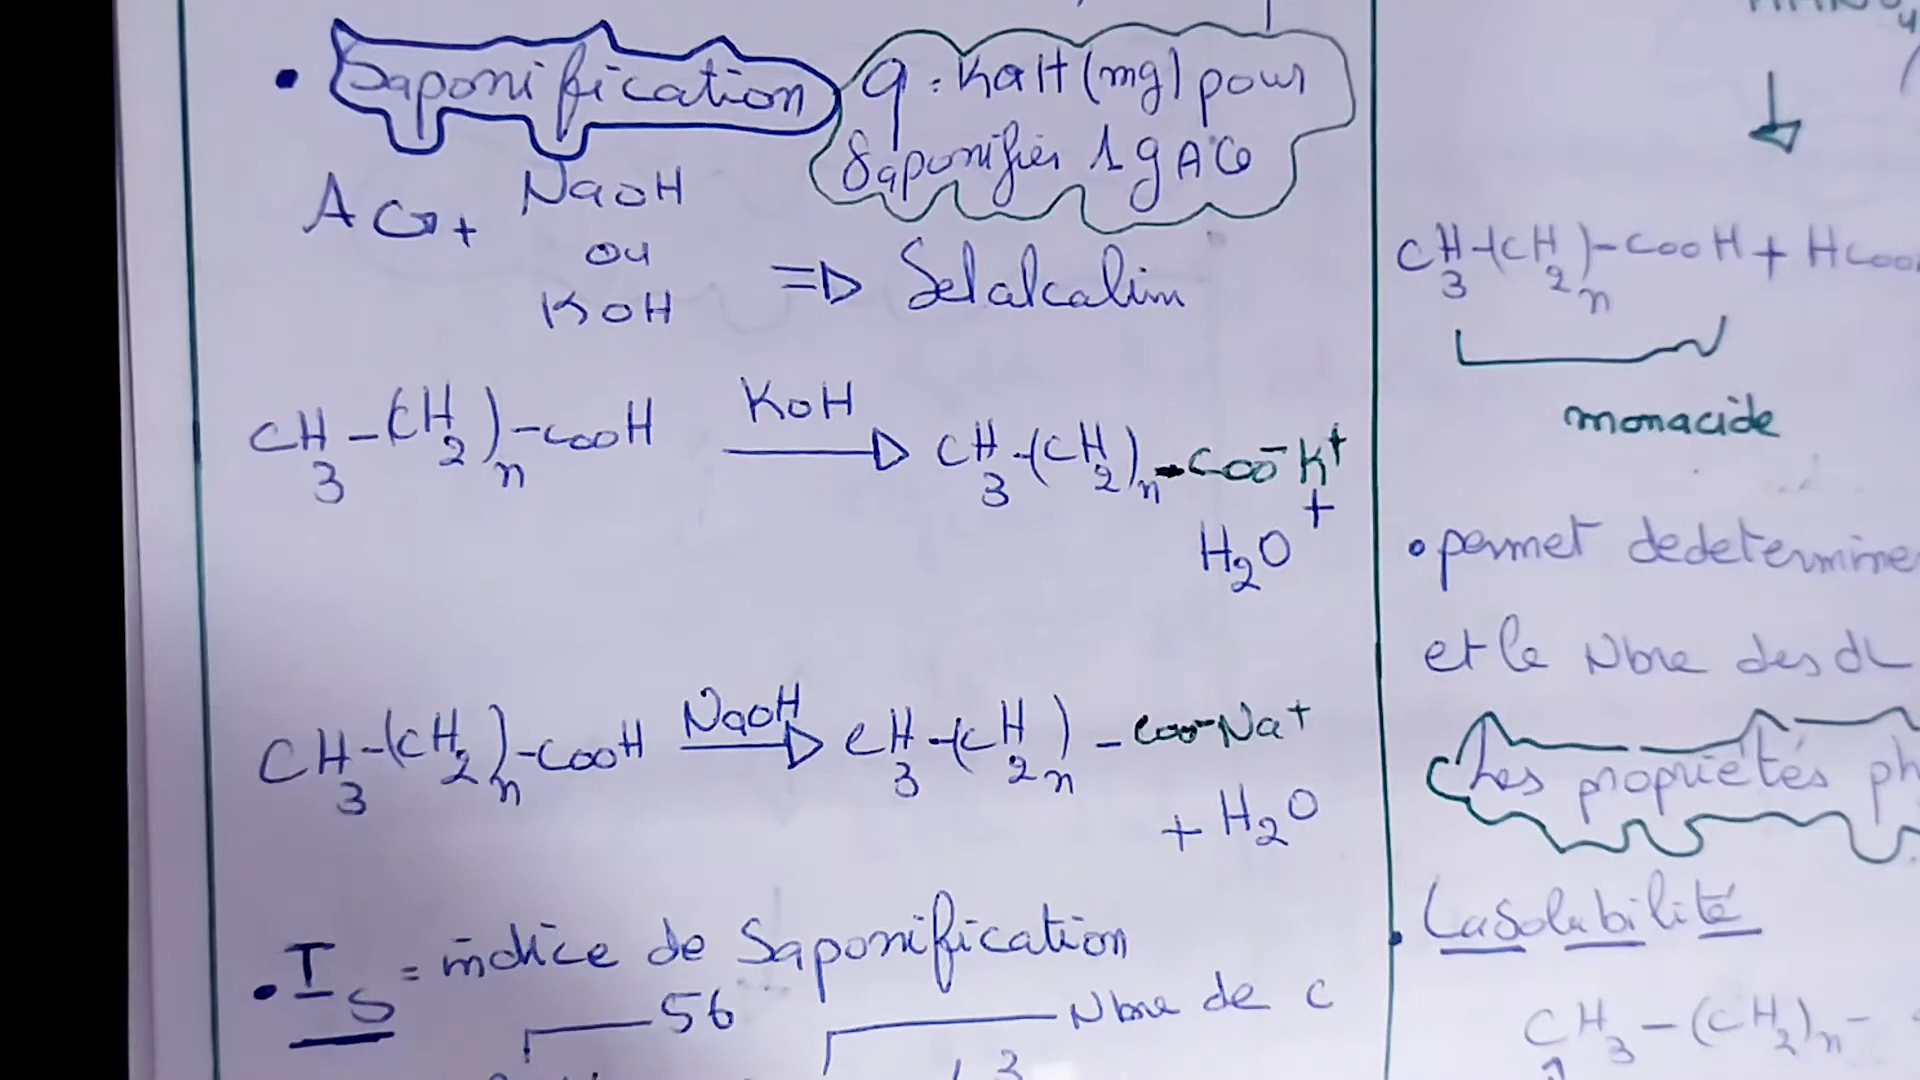 • Saponification
q = KOH (mg) pour
Saponifier 1g AG
AG + NaOH
ou
KOH
⇒ Sel alcalin
CH3-(CH2)n-COOH KOH → CH3-(CH2)n-COO⁻K⁺
+
H2O
CH3-(CH2)n-COOH NaOH → CH3-(CH2)n-COO⁻Na⁺
+ H2O
• IS = indice de Saponification
56
Nbre de C
3
CH3-(CH2)n-COOH + HCOO
monacide
• permet de determine
et le Nbre des dL
Les propriétés ph
• La Solubilité
CH3-(CH2)n-